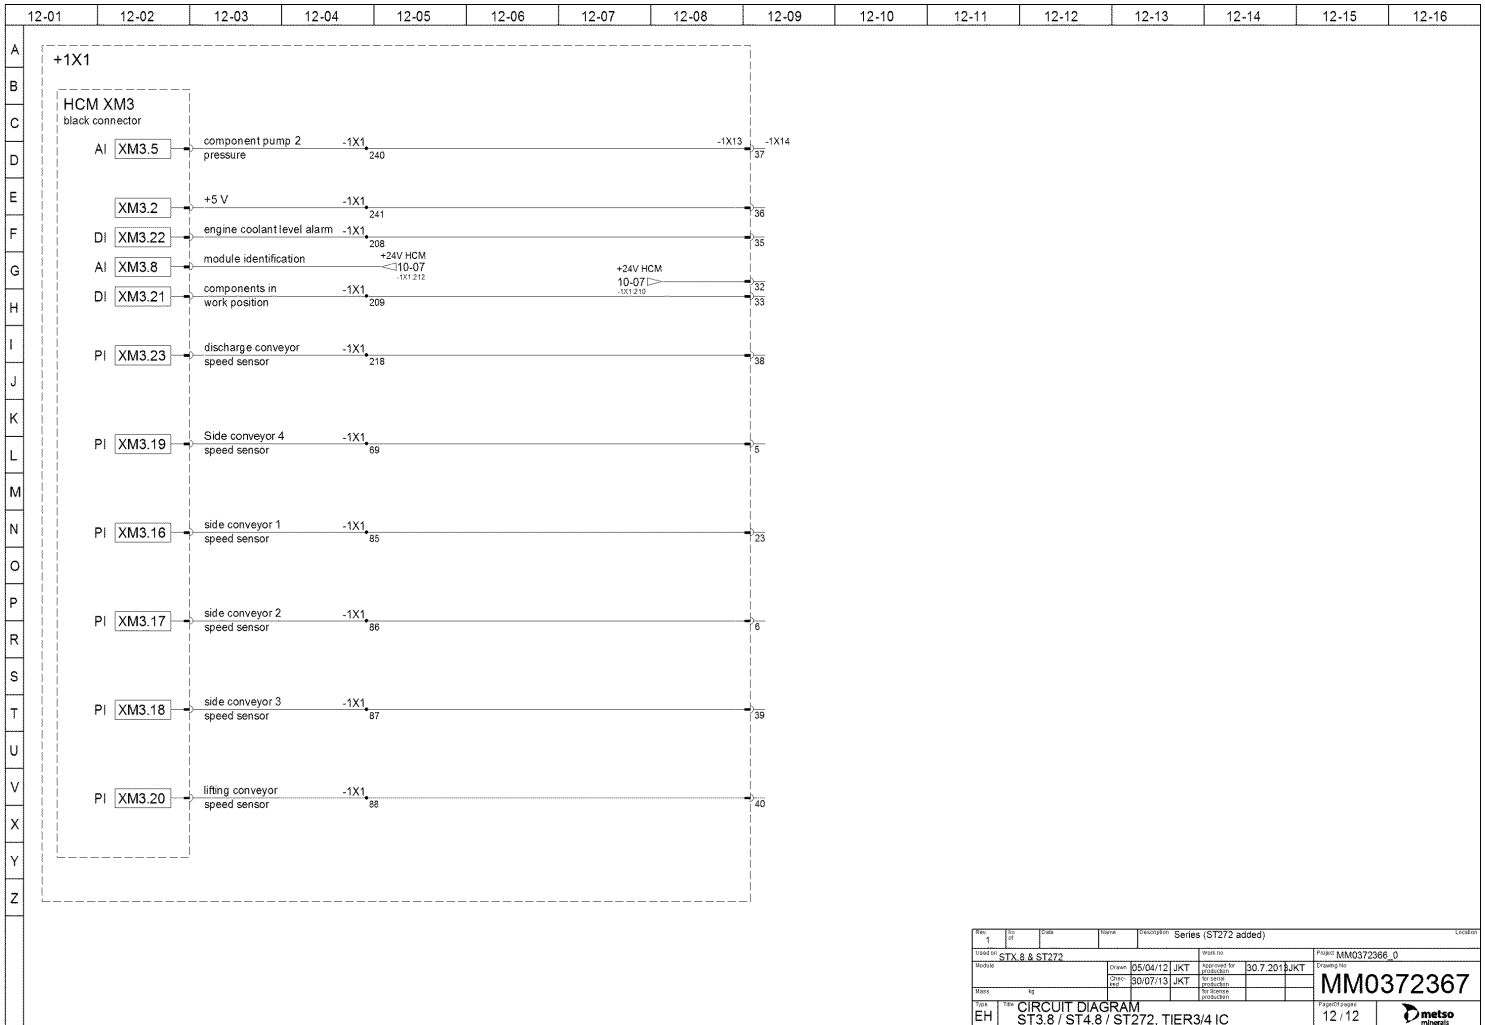 12-01 12-02 12-03 12-04 12-05 12-06 12-07 12-08 12-09 12-10 12-11 12-12 12-13 12-14 12-15 12-16
A
+1X1
B
HCM XM3
C
black connector
component pump 2 -1X1 -1X13 -1X14
AI XM3.5
pressure 240 37
D
E
+5 V -1X1
XM3.2
241 36
F
engine coolant level alarm -1X1
DI XM3.22
208 35
+24V HCM
module identification
AI XM3.8 10-07
-1X1:212
G
+24V HCM
10-07 32
-1X1:210
components in -1X1
DI XM3.21
work position 209 33
H
I
discharge conveyor -1X1
PI XM3.23
speed sensor 218 38
J
K
Side conveyor 4 -1X1
PI XM3.19
speed sensor 69 5
L
M
N
side conveyor 1 -1X1
PI XM3.16
speed sensor 85 23
O
P
side conveyor 2 -1X1
PI XM3.17
speed sensor 86 6
R
S
side conveyor 3 -1X1
PI XM3.18
speed sensor 87 39
T
U
V
lifting conveyor -1X1
PI XM3.20
speed sensor 88 40
X
Y
Z
Rev. No of Date Name Description Series (ST272 added) Location
1
Used on STX.8 & ST272 Work no Project MM0372366_0
Module Drawn 05/04/12 JKT Approved for production 30.7.2013JKT Drawing No.
Chec-ked 30/07/13 JKT for serial production MM0372367
Mass kg for license production
Type Title CIRCUIT DIAGRAM Page/Of pages
EH ST3.8 / ST4.8 / ST272, TIER3/4 IC 12 / 12 metso
minerals